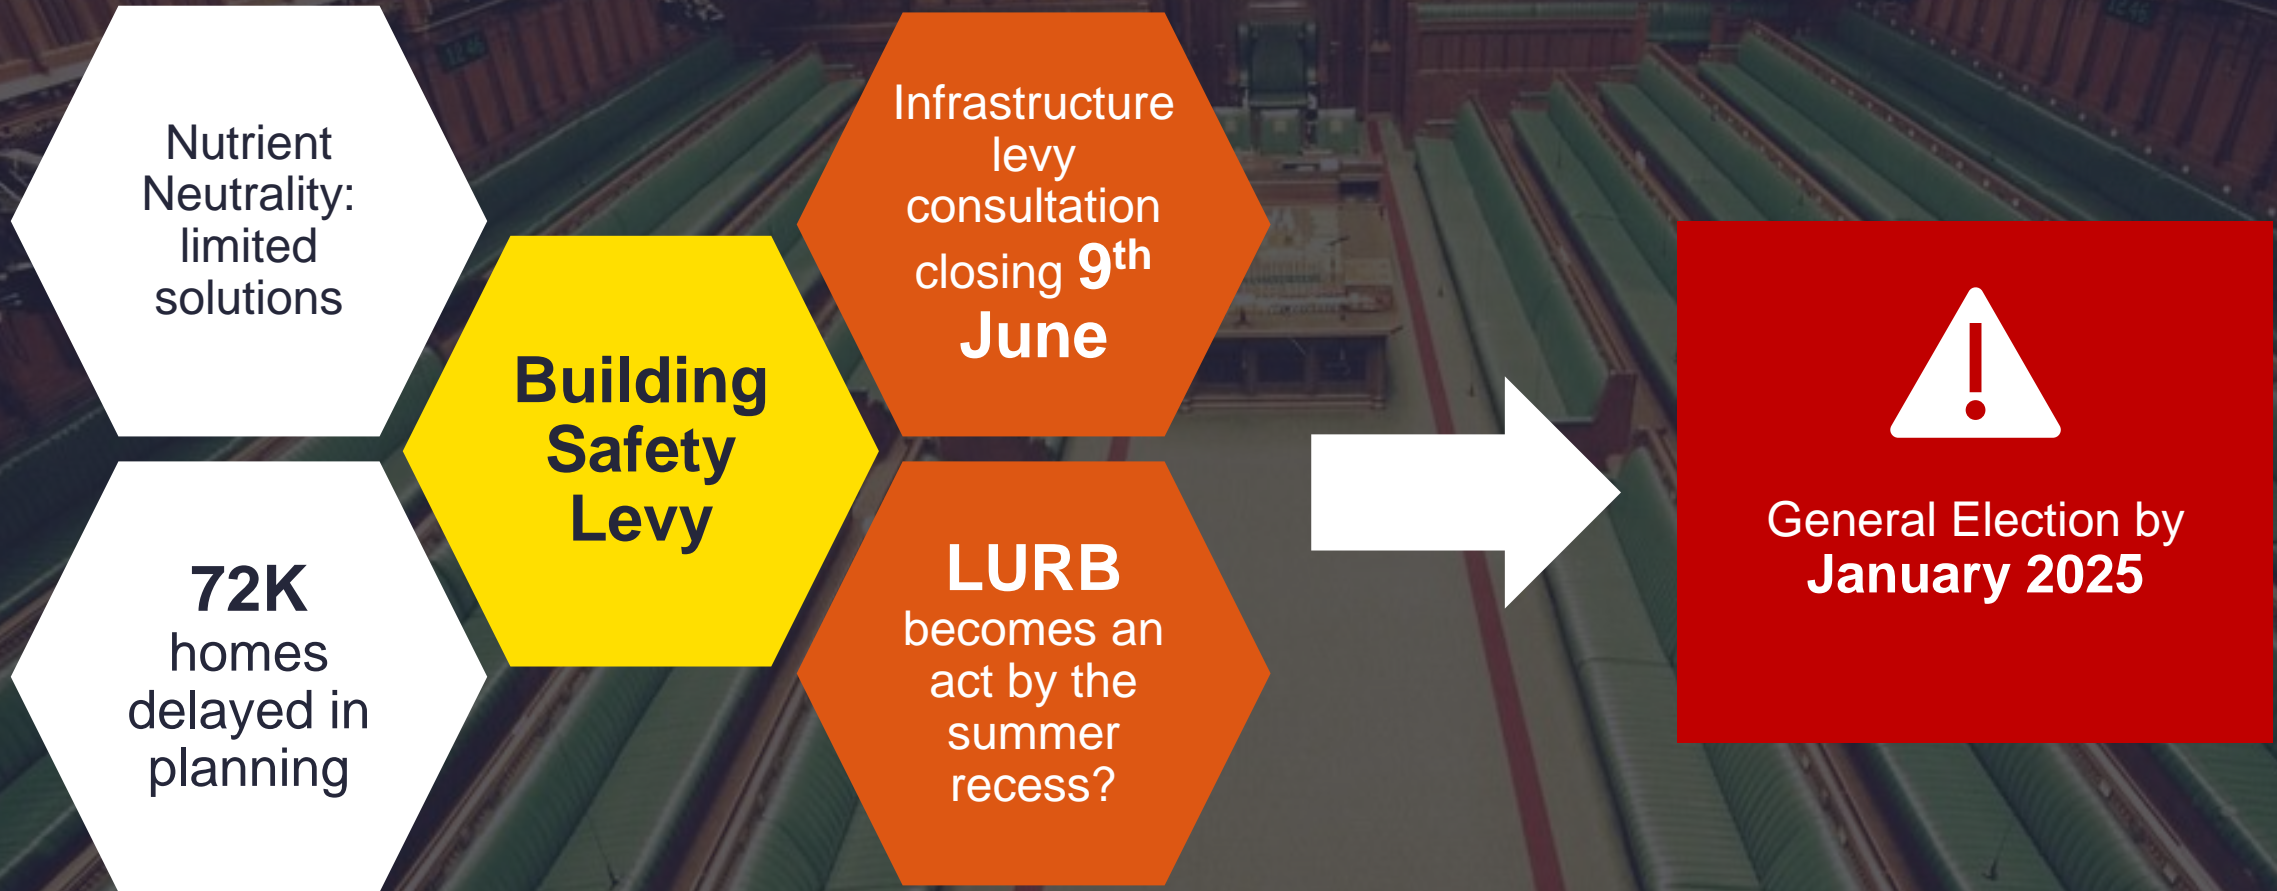 Nutrient
Neutrality:
limited
solutions
72K
homes
delayed in
planning
Building
Safety
Levy
Infrastructure
levy
consultation
closing 9th
June
LURB
becomes an
act by the
summer
recess?
General Election by
January 2025